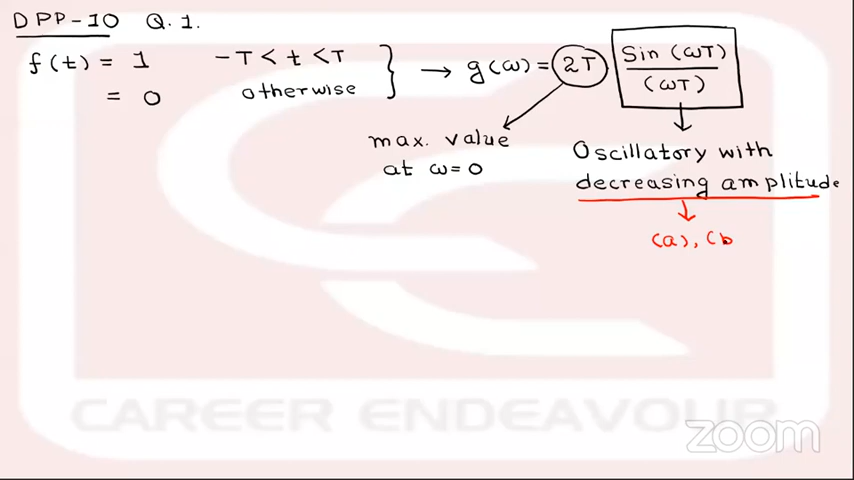 DPP-10 Q.1.
f(t) = 1 -T < t < T
= 0 otherwise
→ g(ω) = 2T Sin(ωT) / (ωT)
max. value
at ω=0
Oscillatory with
decreasing amplitude
(a), (b
CAREER ENDEAVOUR
zoom